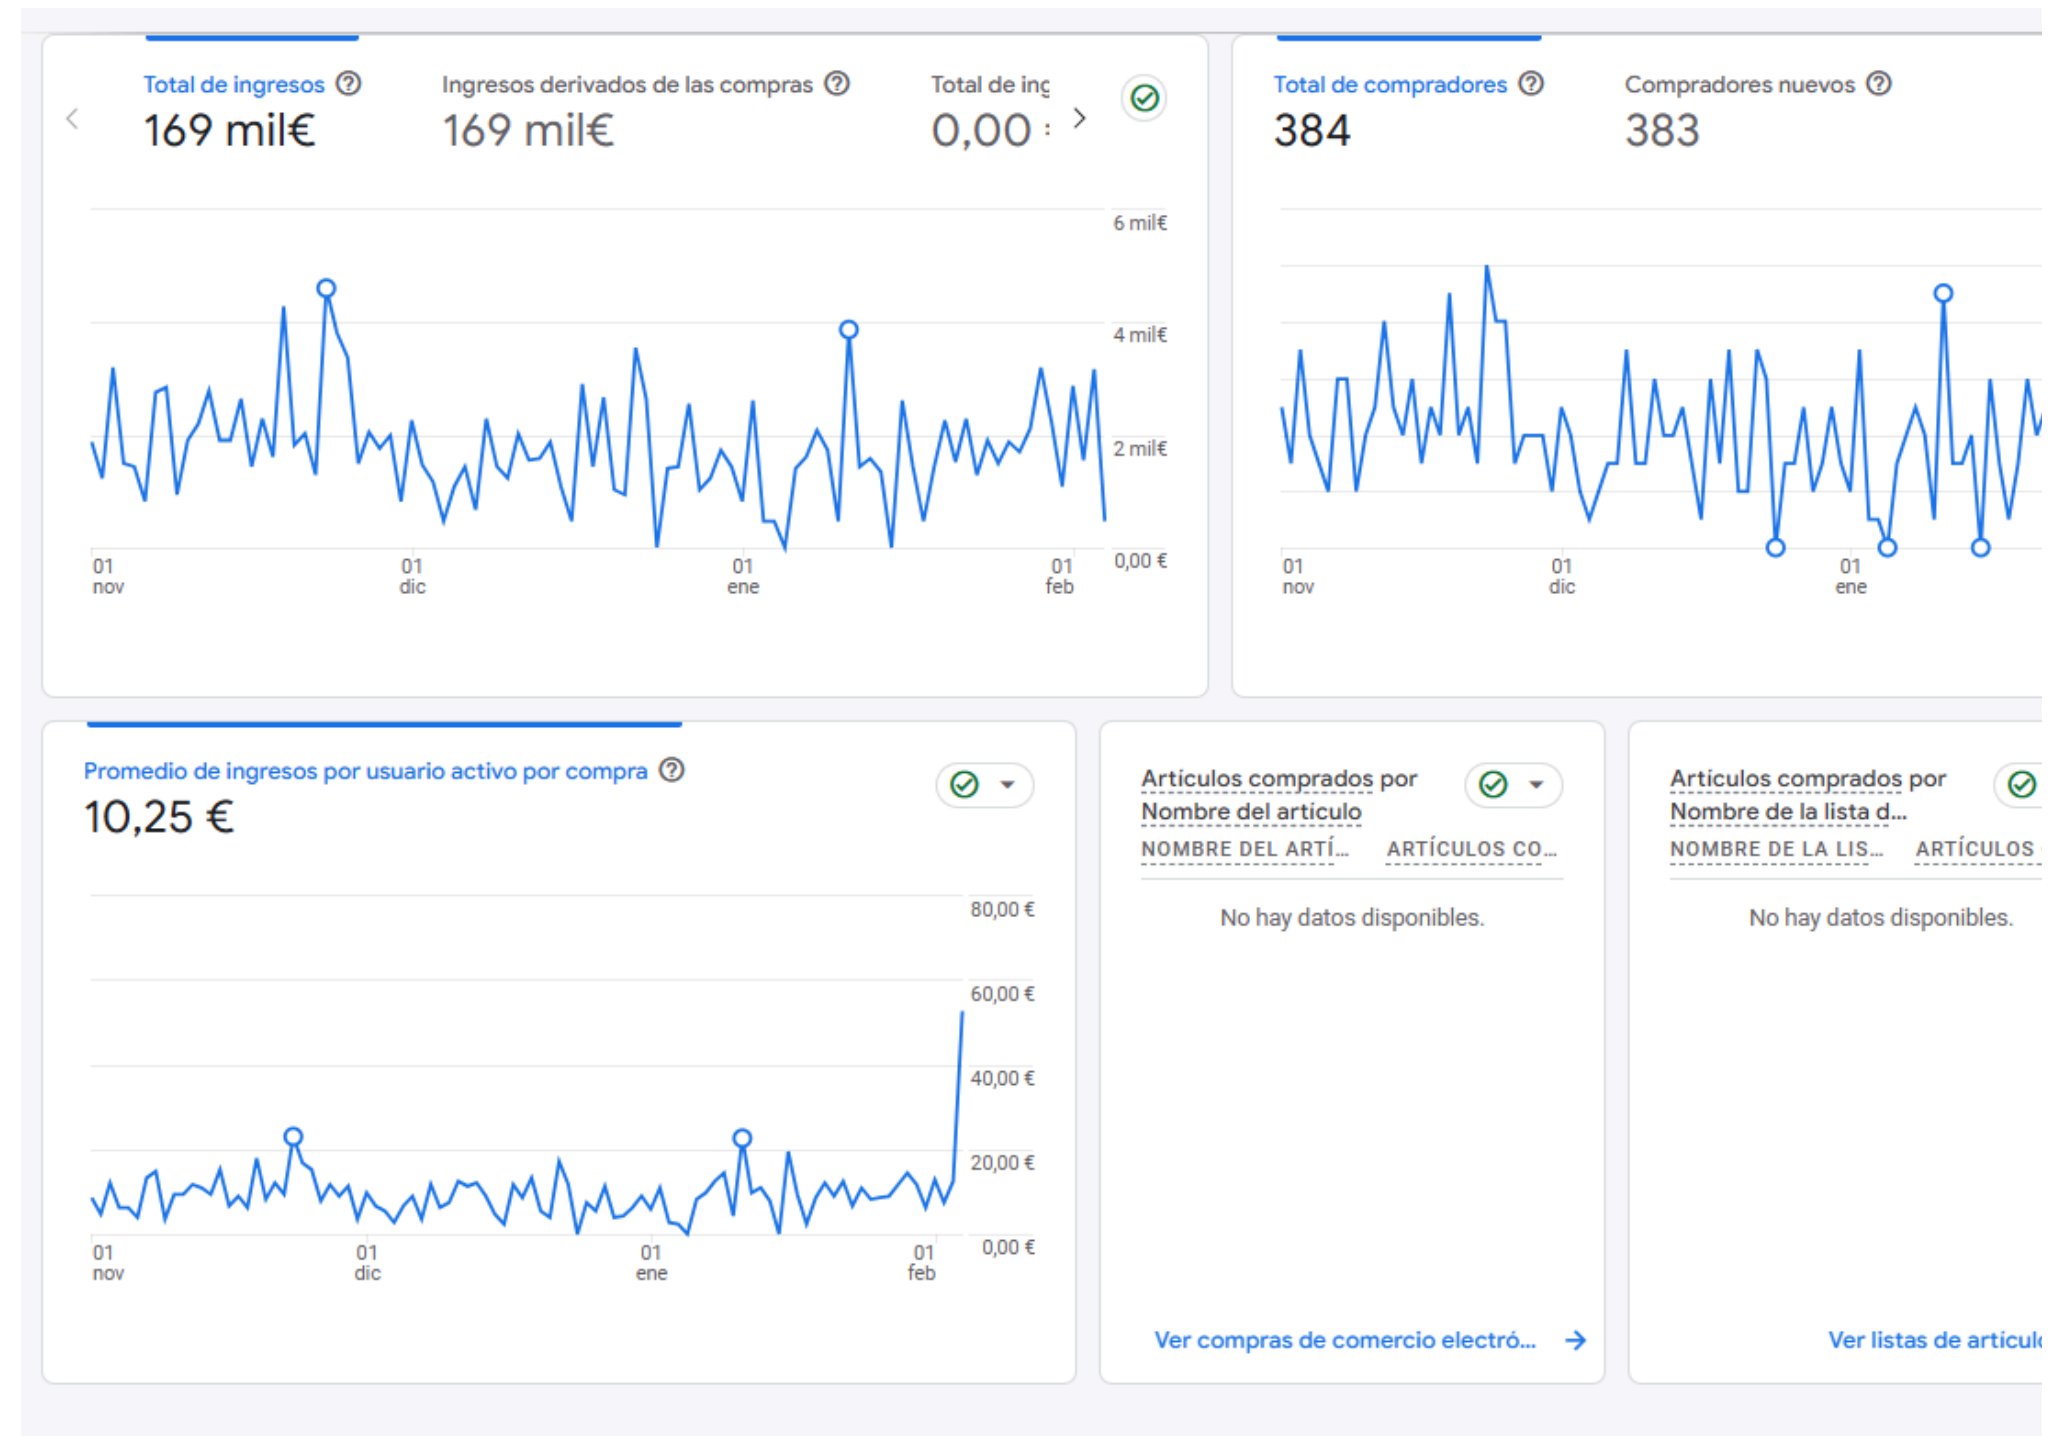 Total de ingresos
169 mil€
Ingresos derivados de las compras
169 mil€
Total de ing
0,00
6 mil€
4 mil€
2 mil€
0,00 €
01 nov
01 dic
01 ene
01 feb
Total de compradores
384
Compradores nuevos
383
01 nov
01 dic
01 ene
Promedio de ingresos por usuario activo por compra
10,25 €
80,00 €
60,00 €
40,00 €
20,00 €
0,00 €
01 nov
01 dic
01 ene
01 feb
Artículos comprados por
Nombre del artículo
NOMBRE DEL ARTÍ... ARTÍCULOS CO...
No hay datos disponibles.
Ver compras de comercio electró...
Artículos comprados por
Nombre de la lista d...
NOMBRE DE LA LIS... ARTÍCULOS
No hay datos disponibles.
Ver listas de artícul